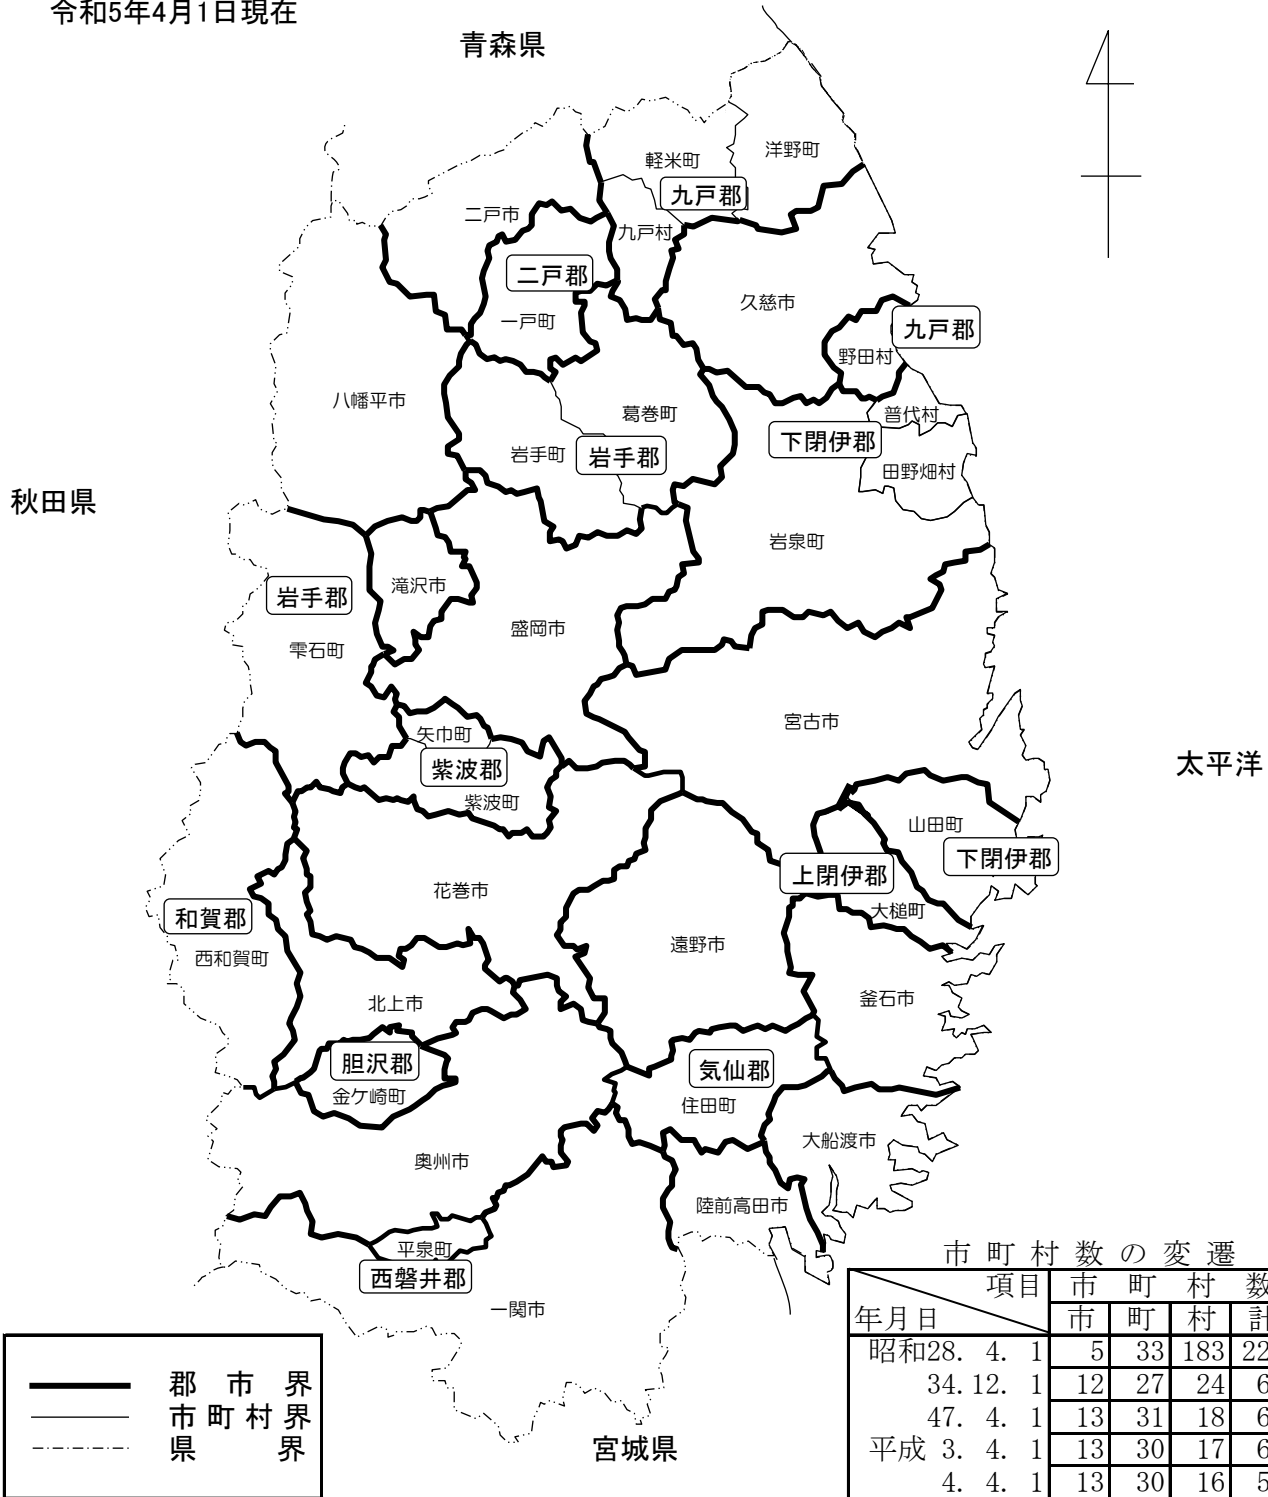 令和5年4月1日現在
青森県
洋野町
軽米町
九戸郡
二戸市
九戸村
二戸郡
久慈市
一戸町
九戸郡
野田村
八幡平市
葛巻町
普代村
下閉伊郡
岩手町
岩手郡
田野畑村
秋田県
岩泉町
滝沢市
岩手郡
盛岡市
雫石町
宮古市
矢巾町
太平洋
紫波郡
紫波町
山田町
下閉伊郡
上閉伊郡
花巻市
大槌町
和賀郡
遠野市
西和賀町
釜石市
北上市
胆沢郡
気仙郡
金ケ崎町
住田町
大船渡市
奥州市
陸前高田市
平泉町
西磐井郡
一関市
市町村数の変遷
項目 市 町 村 数
年月日 市 町 村 計
昭和28. 4. 1 5 33 183 22
34. 12. 1 12 27 24 6
47. 4. 1 13 31 18 6
平成 3. 4. 1 13 30 17 6
4. 4. 1 13 30 16 5
郡市界
市町村界
県界
宮城県